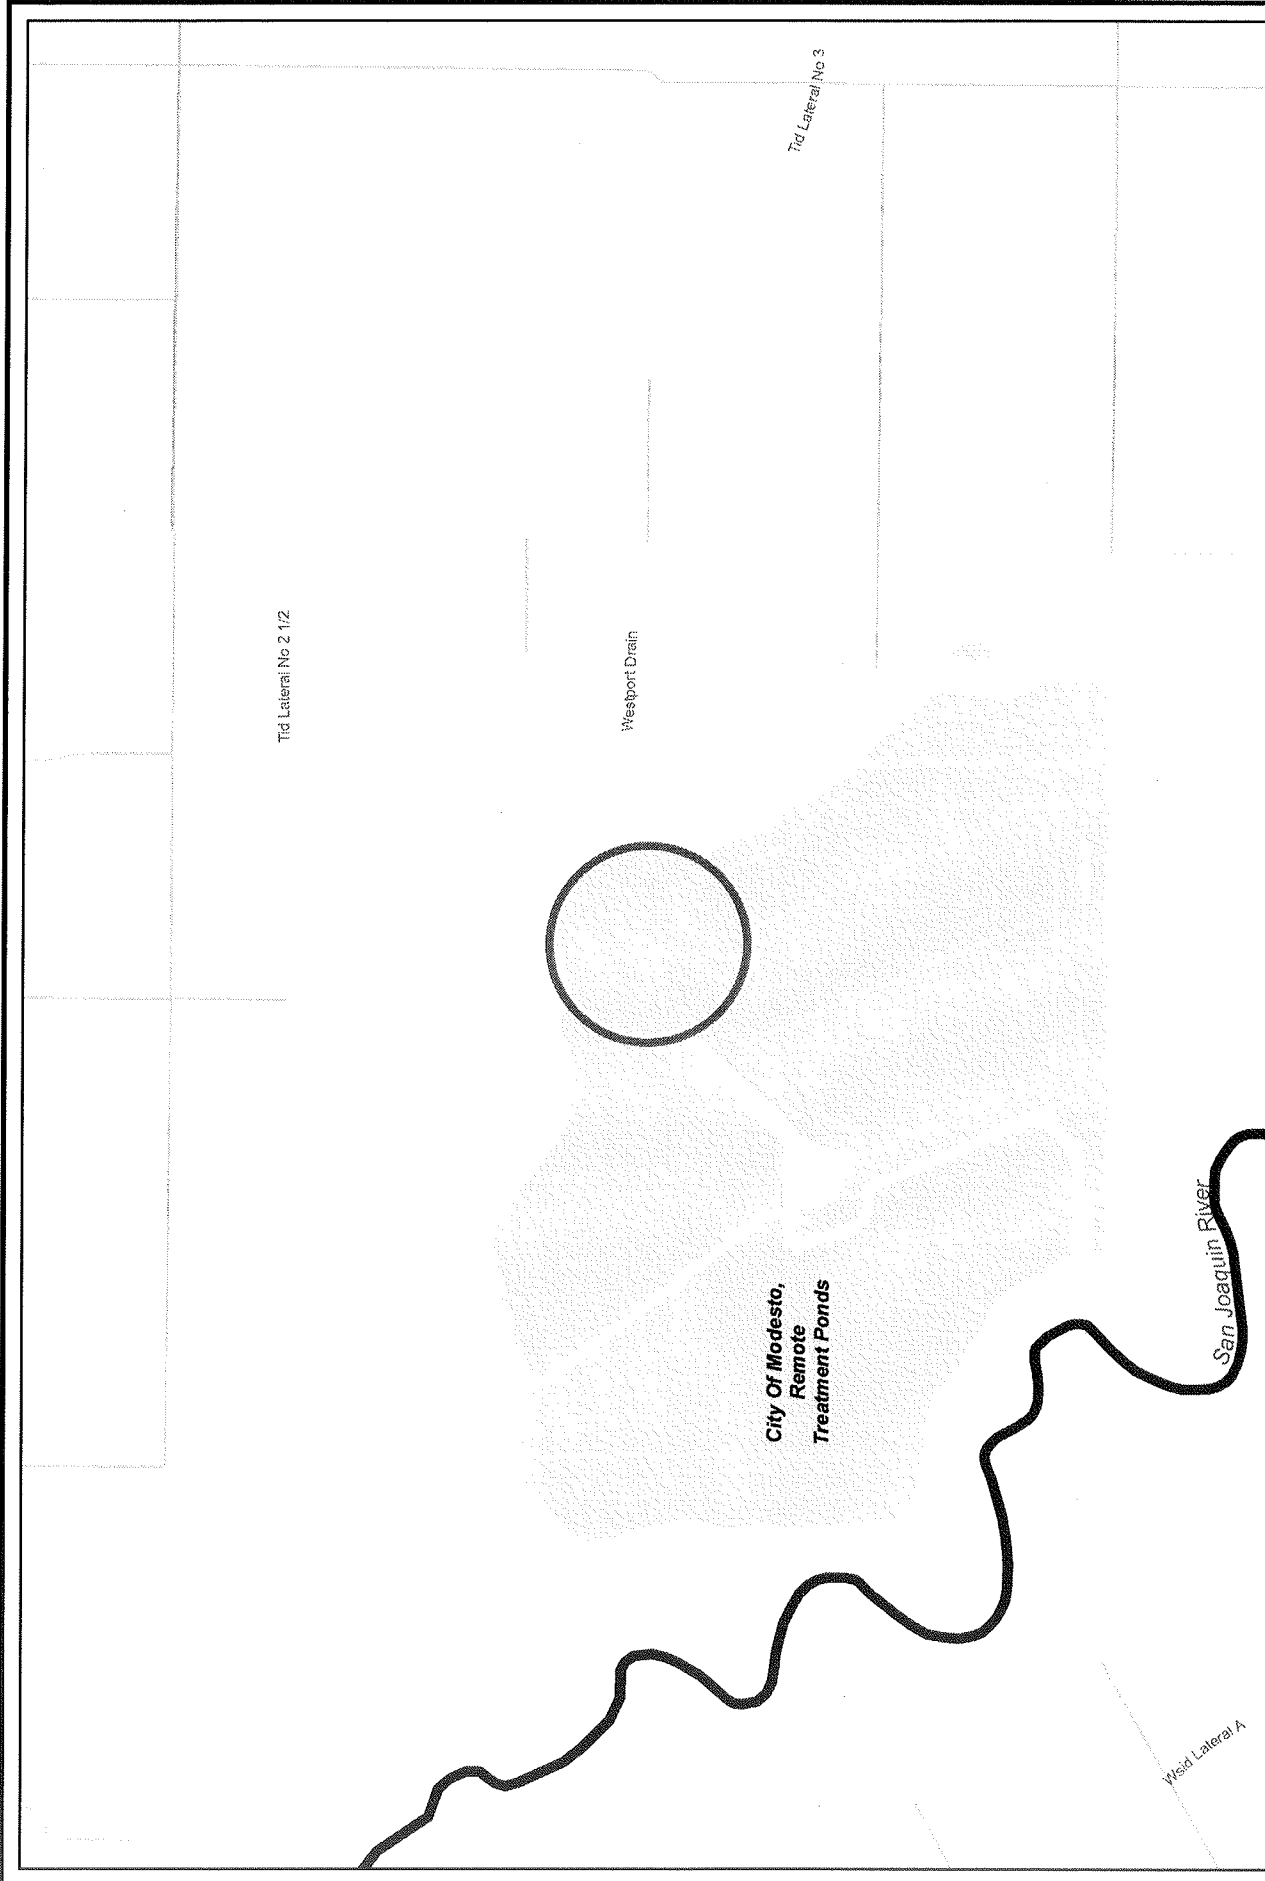 Tid Lateral No 3
Tid Lateral No 2 1/2
Westport Drain
City Of Modesto,
Remote
Treatment Ponds
San Joaquin River
Wsid Lateral A